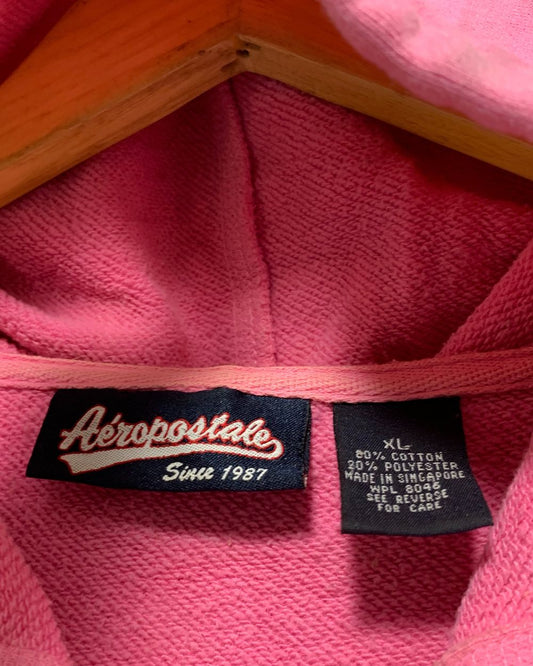 Aéropostale
Since 1987
XL
80% COTTON
20% POLYESTER
MADE IN SINGAPORE
WPL 8046
SEE REVERSE
FOR CARE